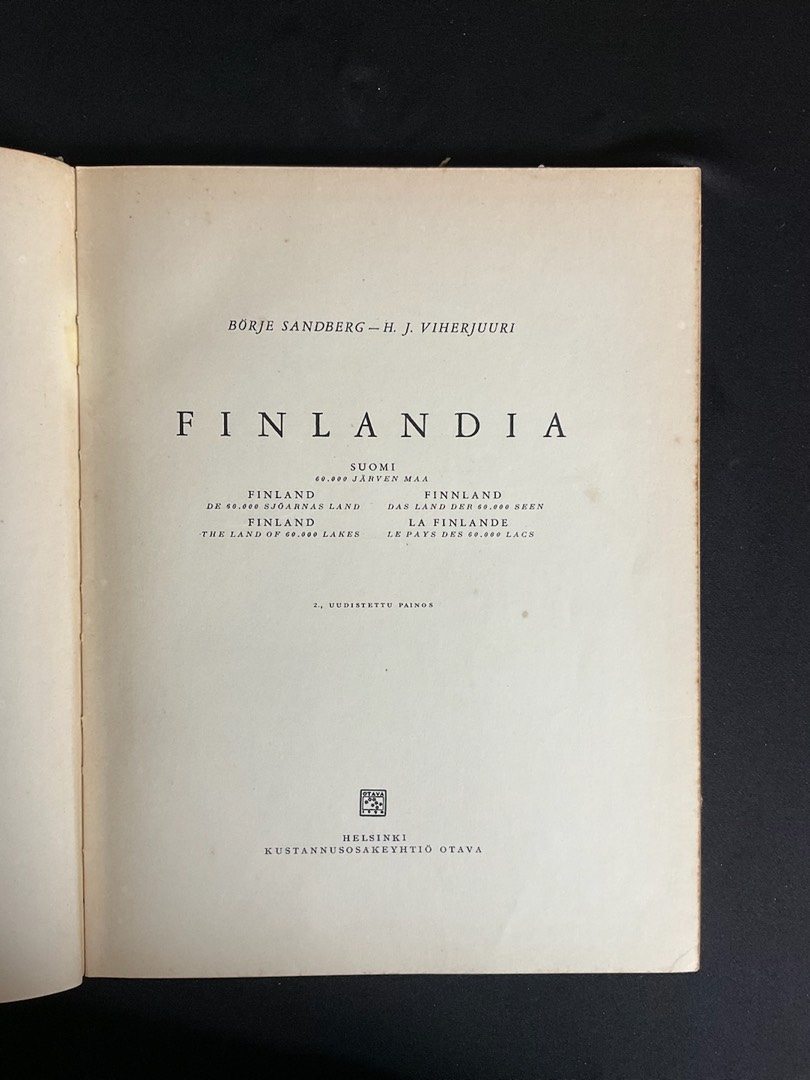 BÖRJE SANDBERG — H. J. VIHERJUURI
FINLANDIA
SUOMI
60.000 JÄRVEN MAA
FINLAND
DE 60.000 SJÖARNAS LAND
FINNLAND
DAS LAND DER 60.000 SEEN
FINLAND
THE LAND OF 60.000 LAKES
LA FINLANDE
LE PAYS DES 60.000 LACS
2., UUDISTETTU PAINOS
OTAVA
HELSINKI
KUSTANNUSOSAKEYHTIÖ OTAVA